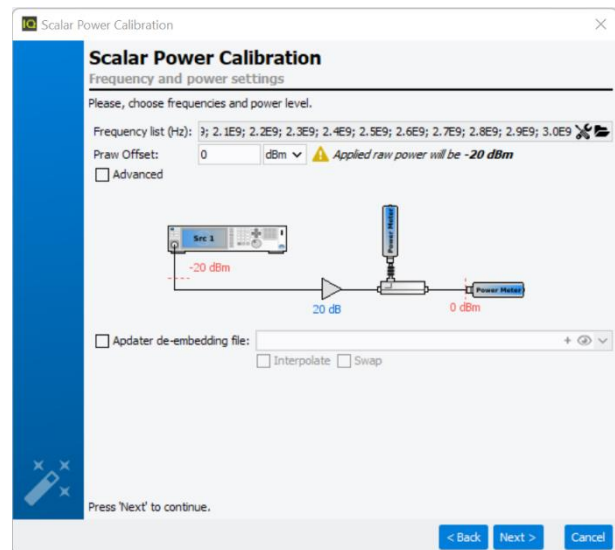 IQ Scalar Power Calibration
Scalar Power Calibration
Frequency and power settings
Please, choose frequencies and power level.
Frequency list (Hz): ; 2.1E9; 2.2E9; 2.3E9; 2.4E9; 2.5E9; 2.6E9; 2.7E9; 2.8E9; 2.9E9; 3.0E9
Praw Offset: 0 dBm Applied raw power will be -20 dBm
Advanced
Power Meter
Src 1
-20 dBm
20 dB
0 dBm
Power Meter
Apdater de-embedding file:
Interpolate Swap
Press 'Next' to continue.
< Back Next > Cancel